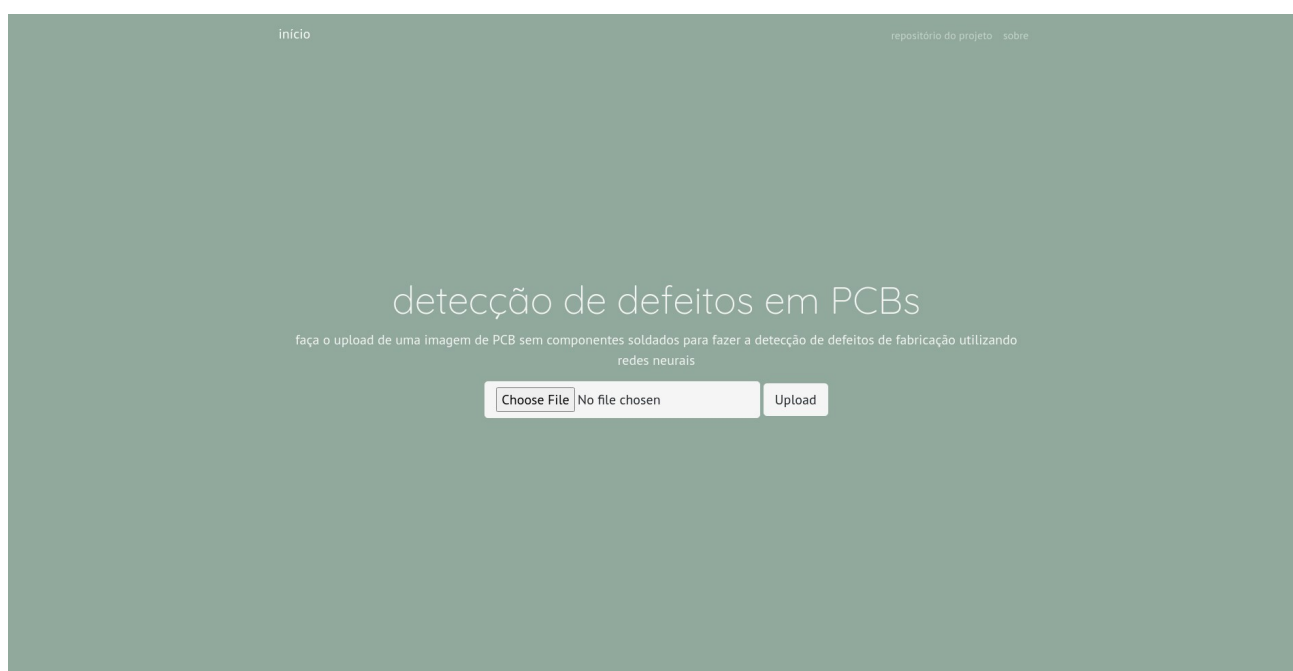 início
repositório do projeto sobre
detecção de defeitos em PCBs
faça o upload de uma imagem de PCB sem componentes soldados para fazer a detecção de defeitos de fabricação utilizando
redes neurais
Choose File No file chosen
Upload